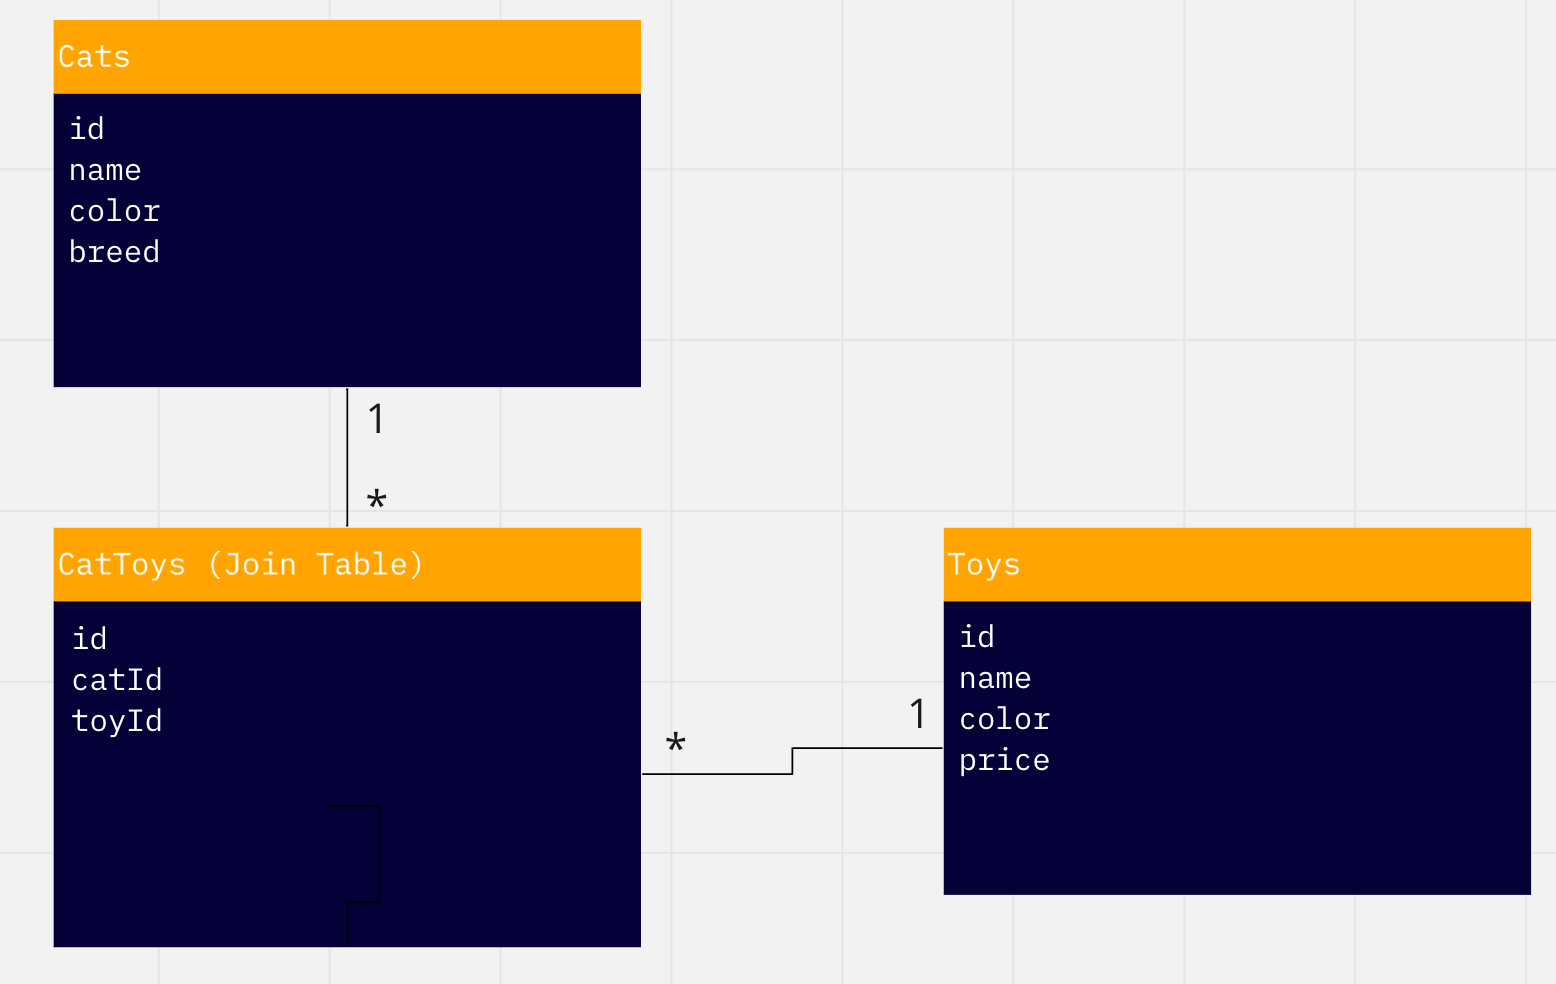 Cats
id
name
color
breed
1
*
CatToys (Join Table)
id
catId
toyId
*
1
Toys
id
name
color
price